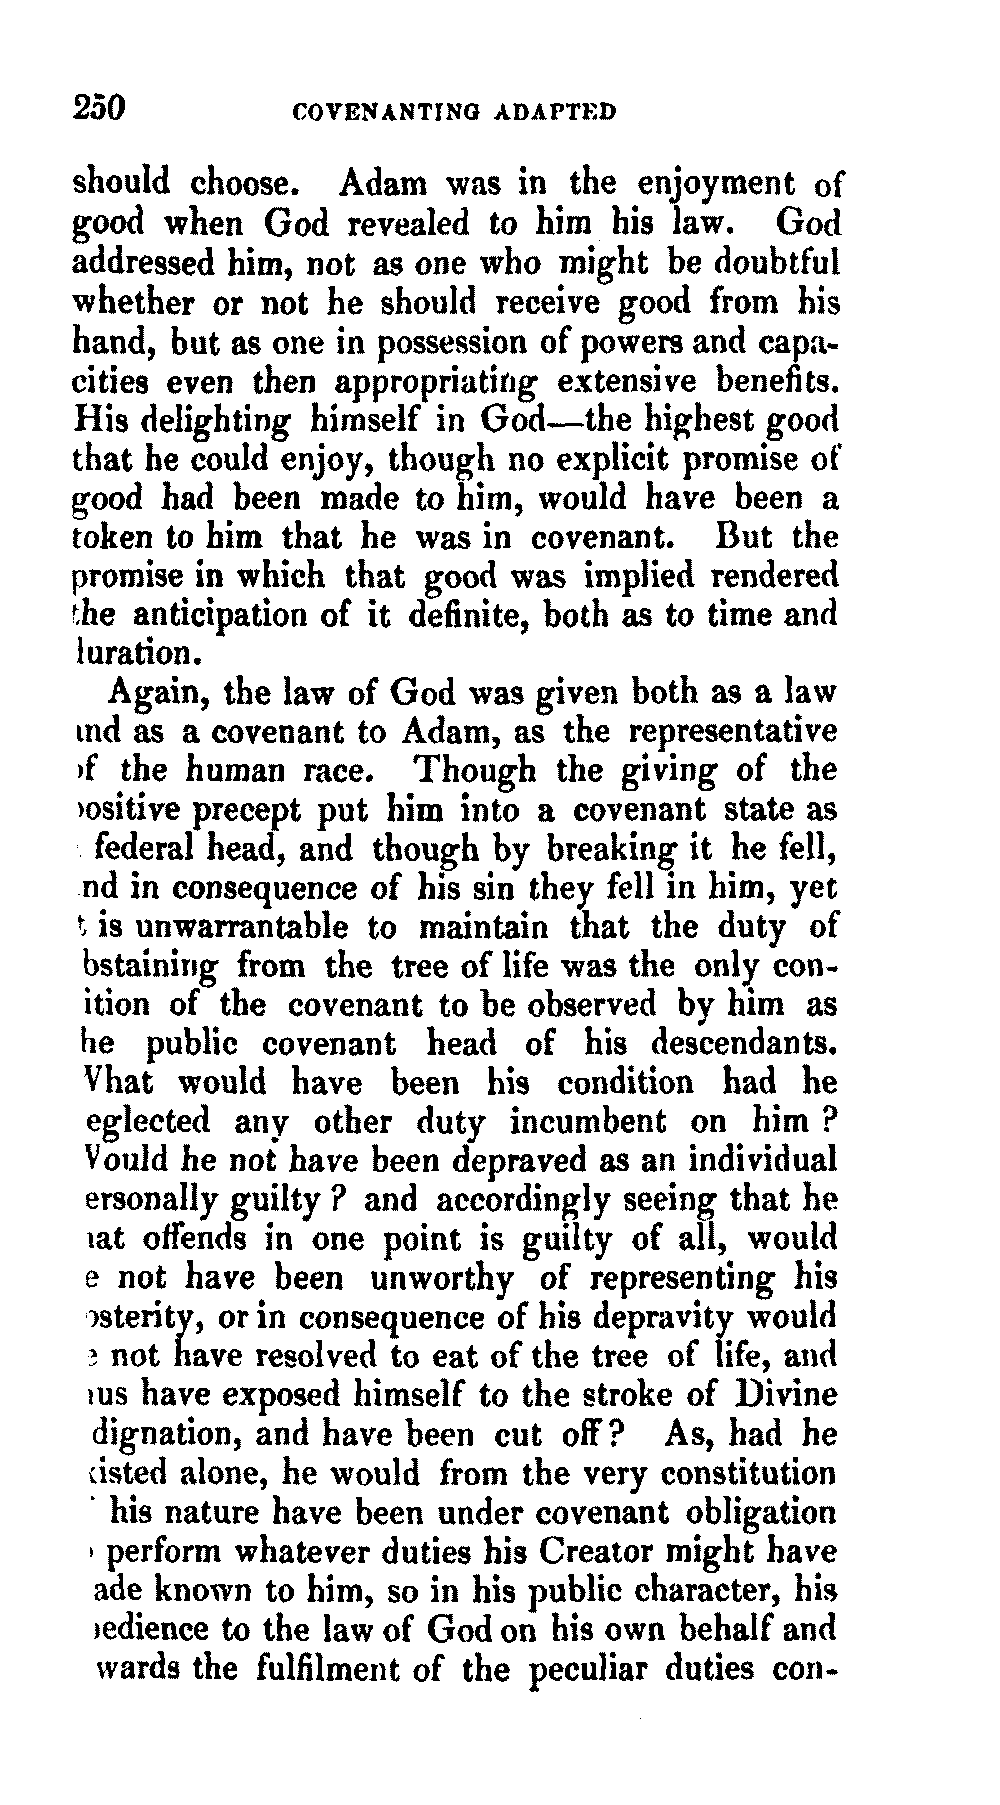 250 COVENANTING ADAPTED
should choose. Adam was in the enjoyment of
good when God revealed to him his law. God
addressed him, not as one who might be doubtful
whether or not he should receive good from his
hand, but as one in possession of powers and capa-
cities even then appropriating extensive benefits.
His delighting himself in God—the highest good
that he could enjoy, though no explicit promise of
good had been made to him, would have been a
token to him that he was in covenant. But the
promise in which that good was implied rendered
the anticipation of it definite, both as to time and
luration.
Again, the law of God was given both as a law
ınd as a covenant to Adam, as the representative
of the human race. Though the giving of the
ositive precept put him into a covenant state as
federal head, and though by breaking it he fell,
nd in consequence of his sin they fell in him, yet
t is unwarrantable to maintain that the duty of
bstaining from the tree of life was the only con-
ition of the covenant to be observed by him as
he public covenant head of his descendants.
Vhat would have been his condition had he
eglected any other duty incumbent on him ?
Vould he not have been depraved as an individual
ersonally guilty ? and accordingly seeing that he
ıat offends in one point is guilty of all, would
e not have been unworthy of representing his
osterity, or in consequence of his depravity would
e not have resolved to eat of the tree of life, and
ıus have exposed himself to the stroke of Divine
dignation, and have been cut off? As, had he
isted alone, he would from the very constitution
his nature have been under covenant obligation
perform whatever duties his Creator might have
ade known to him, so in his public character, his
edience to the law of God on his own behalf and
wards the fulfilment of the peculiar duties con-